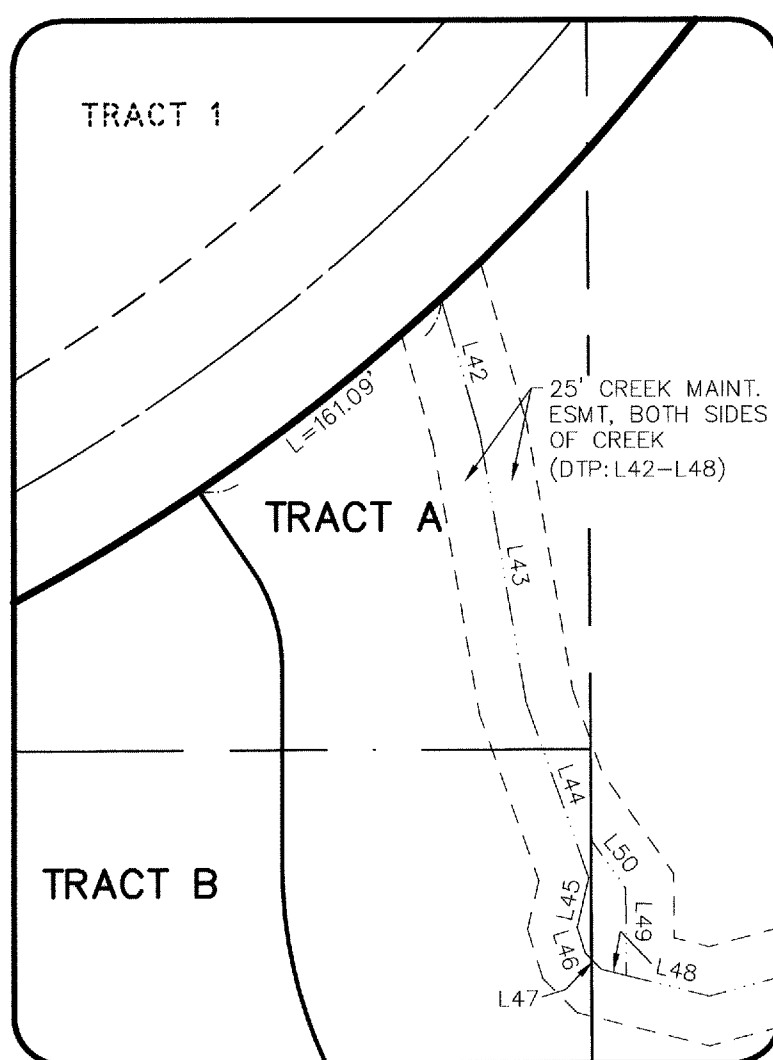 TRACT 1
L42
25' CREEK MAINT.
ESMT, BOTH SIDES
OF CREEK
(DTP: L42-L48)
L=161.09'
TRACT A
L43
L44
L50
TRACT B
L45
L49
L46
L48
L47